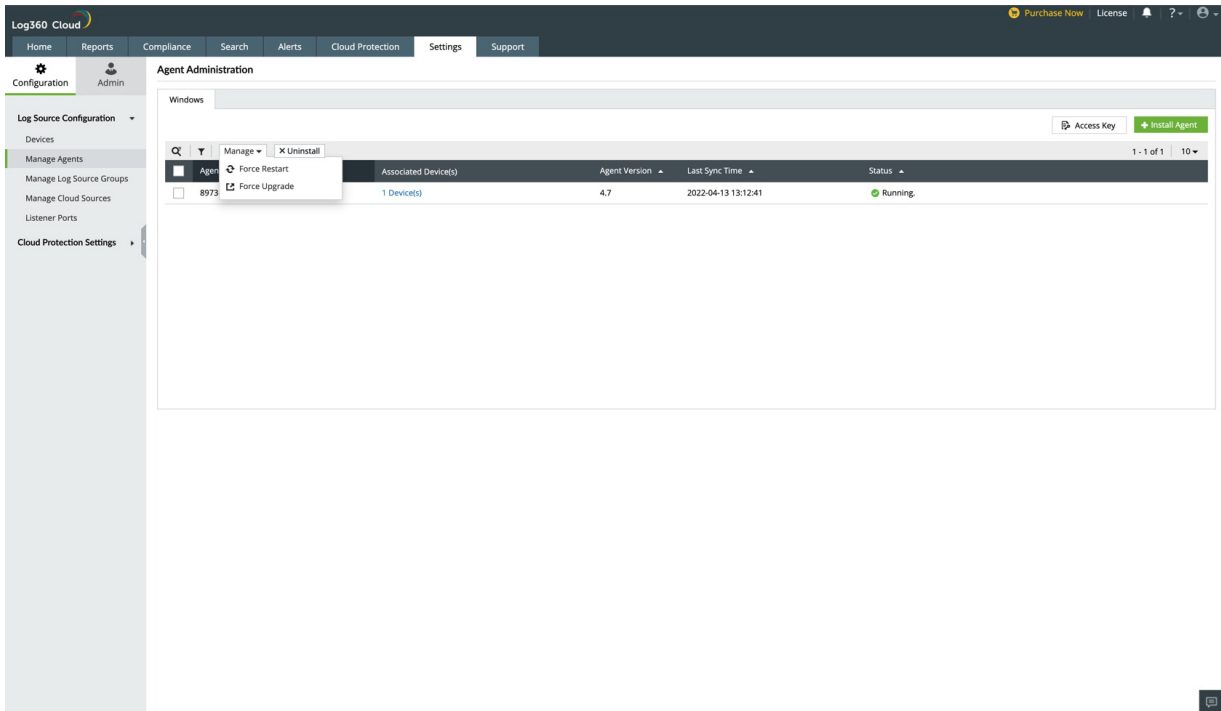 Log360 Cloud
Purchase Now License ?
Home Reports Compliance Search Alerts Cloud Protection Settings Support
Configuration Admin
Agent Administration
Windows
Log Source Configuration
Devices
Manage Agents
Manage Log Source Groups
Manage Cloud Sources
Listener Ports
Cloud Protection Settings
Access Key + Install Agent
Manage X Uninstall 1 - 1 of 1 10
Force Restart
Force Upgrade
Agen Associated Device(s) Agent Version Last Sync Time Status
8973 1 Device(s) 4.7 2022-04-13 13:12:41 Running.